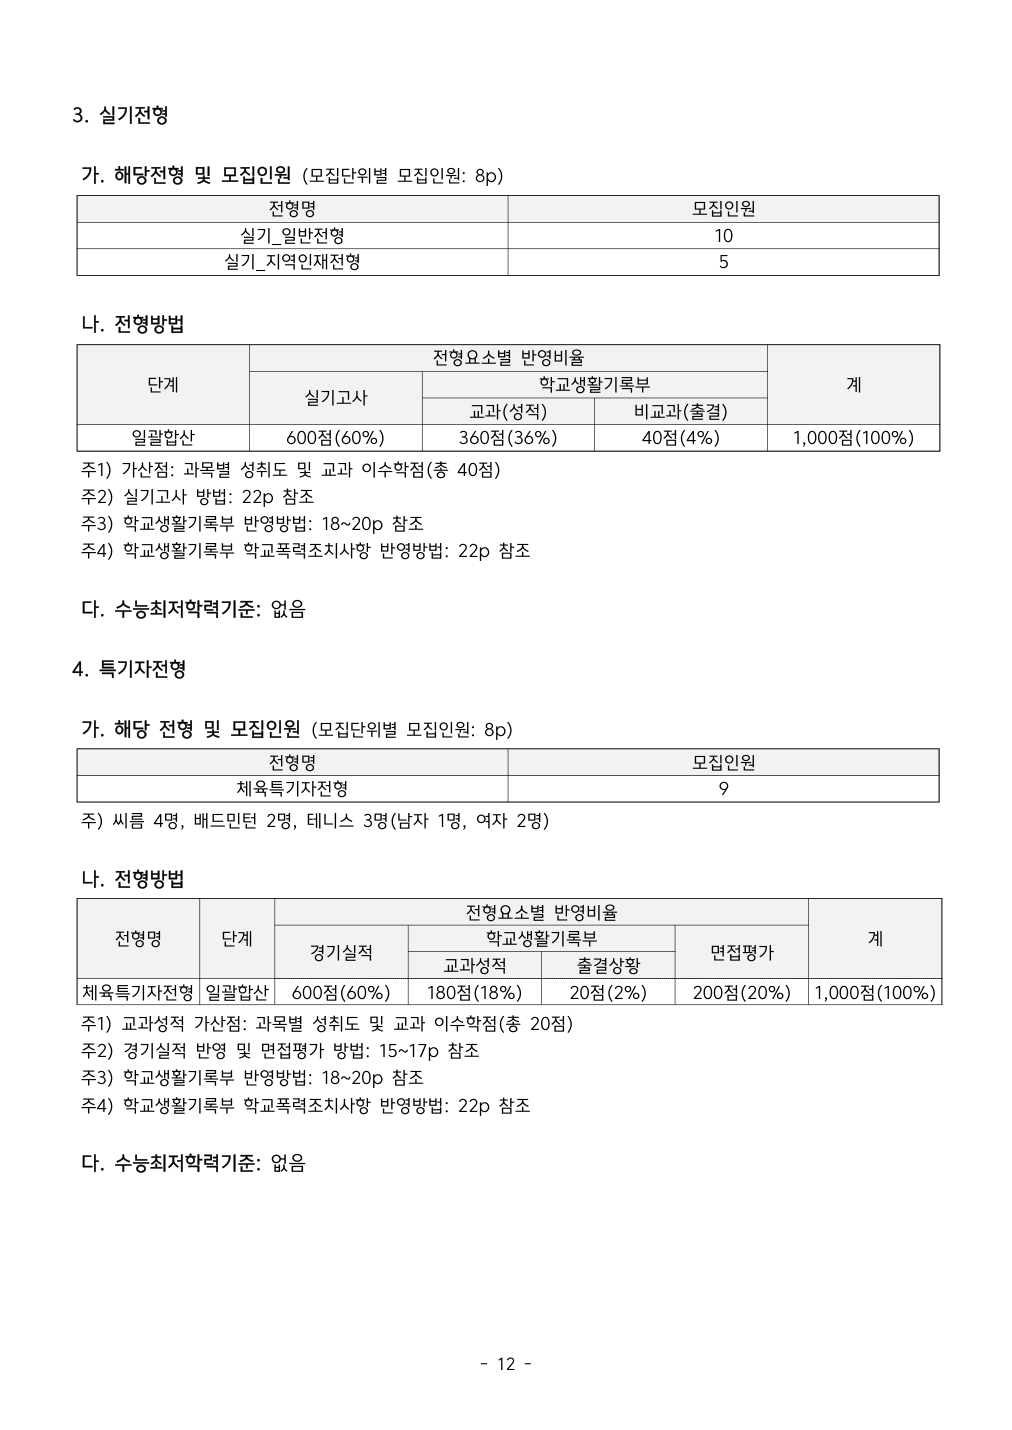 3. 실기전형
가. 해당전형 및 모집인원 (모집단위별 모집인원: 8p)
전형명 모집인원
실기_일반전형 10
실기_지역인재전형 5
나. 전형방법
단계 전형요소별 반영비율 계
실기고사 학교생활기록부
교과(성적) 비교과(출결)
일괄합산 600점(60%) 360점(36%) 40점(4%) 1,000점(100%)
주1) 가산점: 과목별 성취도 및 교과 이수학점(총 40점)
주2) 실기고사 방법: 22p 참조
주3) 학교생활기록부 반영방법: 18~20p 참조
주4) 학교생활기록부 학교폭력조치사항 반영방법: 22p 참조
다. 수능최저학력기준: 없음
4. 특기자전형
가. 해당 전형 및 모집인원 (모집단위별 모집인원: 8p)
전형명 모집인원
체육특기자전형 9
주) 씨름 4명, 배드민턴 2명, 테니스 3명(남자 1명, 여자 2명)
나. 전형방법
전형명 단계 전형요소별 반영비율 계
경기실적 학교생활기록부 면접평가
교과성적 출결상황
체육특기자전형 일괄합산 600점(60%) 180점(18%) 20점(2%) 200점(20%) 1,000점(100%)
주1) 교과성적 가산점: 과목별 성취도 및 교과 이수학점(총 20점)
주2) 경기실적 반영 및 면접평가 방법: 15~17p 참조
주3) 학교생활기록부 반영방법: 18~20p 참조
주4) 학교생활기록부 학교폭력조치사항 반영방법: 22p 참조
다. 수능최저학력기준: 없음
- 12 -